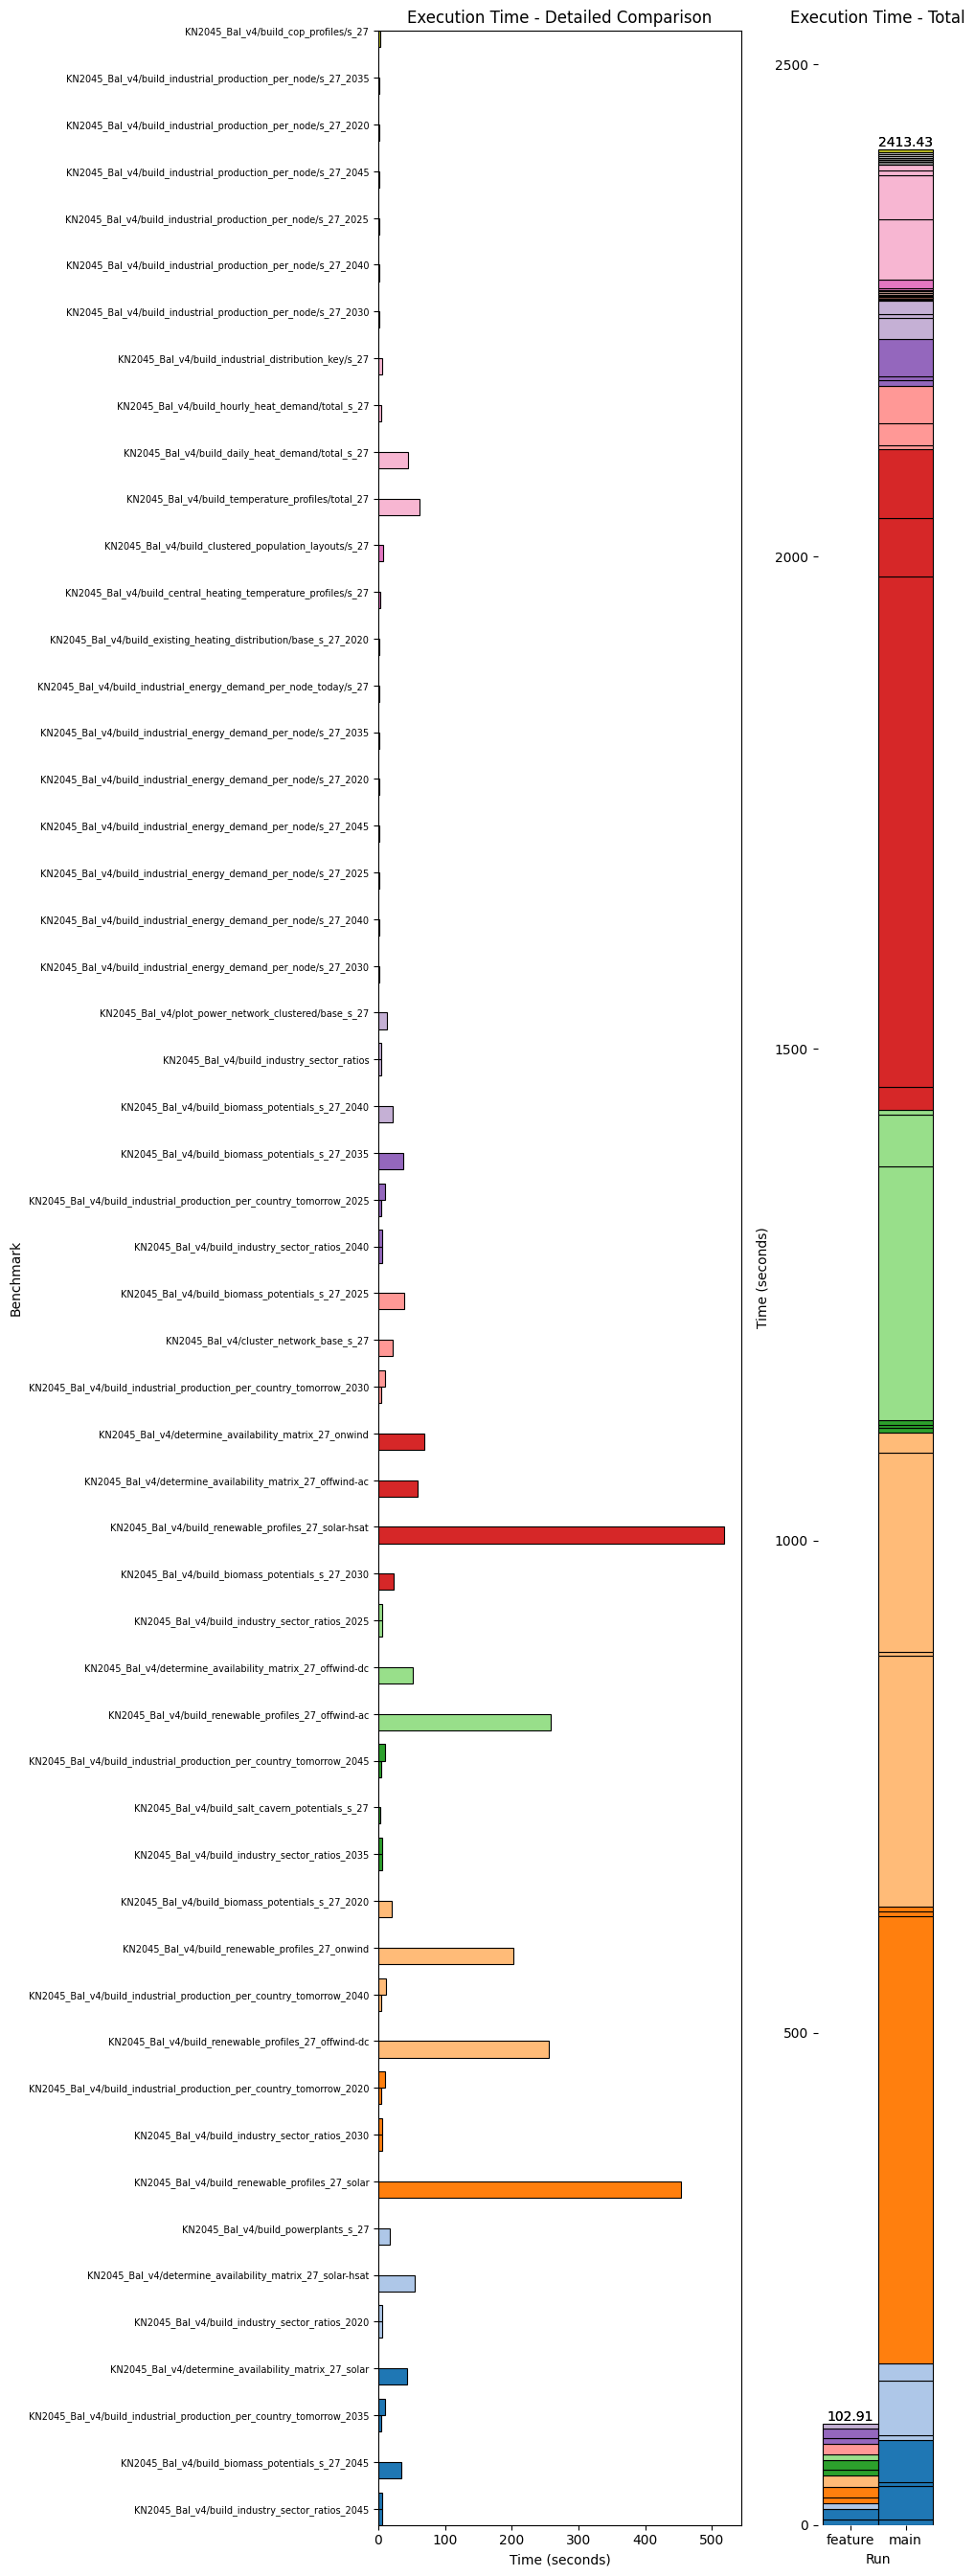 Execution Time - Detailed Comparison
Execution Time - Total
KN2045_Bal_v4/build_cop_profiles/s_27
KN2045_Bal_v4/build_industrial_production_per_node/s_27_2035
KN2045_Bal_v4/build_industrial_production_per_node/s_27_2020
KN2045_Bal_v4/build_industrial_production_per_node/s_27_2045
KN2045_Bal_v4/build_industrial_production_per_node/s_27_2025
KN2045_Bal_v4/build_industrial_production_per_node/s_27_2040
KN2045_Bal_v4/build_industrial_production_per_node/s_27_2030
KN2045_Bal_v4/build_industrial_distribution_key/s_27
KN2045_Bal_v4/build_hourly_heat_demand/total_s_27
KN2045_Bal_v4/build_daily_heat_demand/total_s_27
KN2045_Bal_v4/build_temperature_profiles/total_27
KN2045_Bal_v4/build_clustered_population_layouts/s_27
KN2045_Bal_v4/build_central_heating_temperature_profiles/s_27
KN2045_Bal_v4/build_existing_heating_distribution/base_s_27_2020
KN2045_Bal_v4/build_industrial_energy_demand_per_node_today/s_27
KN2045_Bal_v4/build_industrial_energy_demand_per_node/s_27_2035
KN2045_Bal_v4/build_industrial_energy_demand_per_node/s_27_2020
KN2045_Bal_v4/build_industrial_energy_demand_per_node/s_27_2045
KN2045_Bal_v4/build_industrial_energy_demand_per_node/s_27_2025
KN2045_Bal_v4/build_industrial_energy_demand_per_node/s_27_2040
KN2045_Bal_v4/build_industrial_energy_demand_per_node/s_27_2030
KN2045_Bal_v4/plot_power_network_clustered/base_s_27
KN2045_Bal_v4/build_industry_sector_ratios
KN2045_Bal_v4/build_biomass_potentials_s_27_2040
KN2045_Bal_v4/build_biomass_potentials_s_27_2035
KN2045_Bal_v4/build_industrial_production_per_country_tomorrow_2025
KN2045_Bal_v4/build_industry_sector_ratios_2040
KN2045_Bal_v4/build_biomass_potentials_s_27_2025
KN2045_Bal_v4/cluster_network_base_s_27
KN2045_Bal_v4/build_industrial_production_per_country_tomorrow_2030
KN2045_Bal_v4/determine_availability_matrix_27_onwind
KN2045_Bal_v4/determine_availability_matrix_27_offwind-ac
KN2045_Bal_v4/build_renewable_profiles_27_solar-hsat
KN2045_Bal_v4/build_biomass_potentials_s_27_2030
KN2045_Bal_v4/build_industry_sector_ratios_2025
KN2045_Bal_v4/determine_availability_matrix_27_offwind-dc
KN2045_Bal_v4/build_renewable_profiles_27_offwind-ac
KN2045_Bal_v4/build_industrial_production_per_country_tomorrow_2045
KN2045_Bal_v4/build_salt_cavern_potentials_s_27
KN2045_Bal_v4/build_industry_sector_ratios_2035
KN2045_Bal_v4/build_biomass_potentials_s_27_2020
KN2045_Bal_v4/build_renewable_profiles_27_onwind
KN2045_Bal_v4/build_industrial_production_per_country_tomorrow_2040
KN2045_Bal_v4/build_renewable_profiles_27_offwind-dc
KN2045_Bal_v4/build_industrial_production_per_country_tomorrow_2020
KN2045_Bal_v4/build_industry_sector_ratios_2030
KN2045_Bal_v4/build_renewable_profiles_27_solar
KN2045_Bal_v4/build_powerplants_s_27
KN2045_Bal_v4/determine_availability_matrix_27_solar-hsat
KN2045_Bal_v4/build_industry_sector_ratios_2020
KN2045_Bal_v4/determine_availability_matrix_27_solar
KN2045_Bal_v4/build_industrial_production_per_country_tomorrow_2035
KN2045_Bal_v4/build_biomass_potentials_s_27_2045
KN2045_Bal_v4/build_industry_sector_ratios_2045
Benchmark
0 100 200 300 400 500
Time (seconds)
Time (seconds)
2500
2000
1500
1000
500
0
2413.43
102.91
feature main
Run